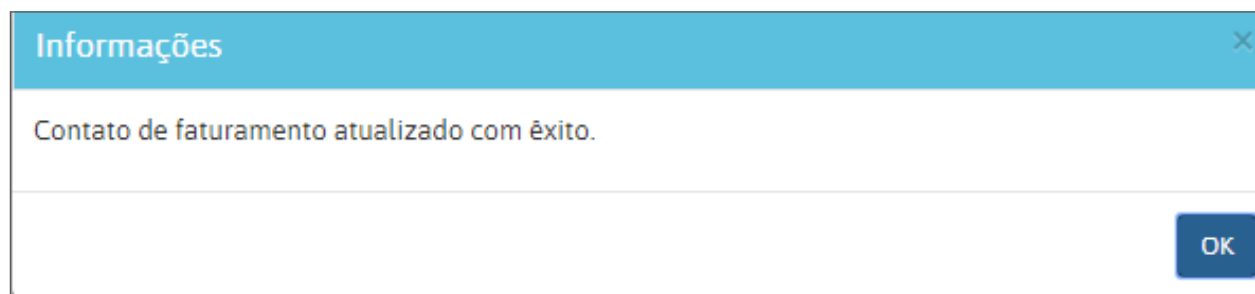 Informações
×
Contato de faturamento atualizado com êxito.
OK